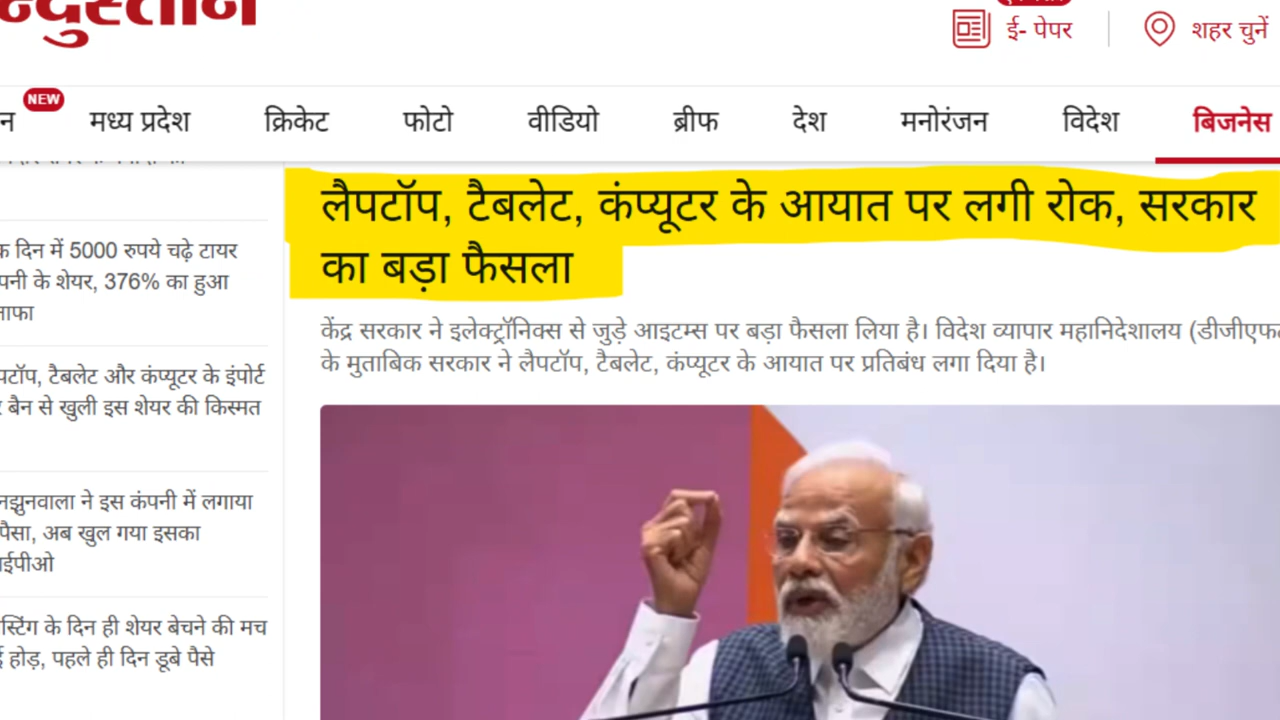 हिन्दुस्तान
ई- पेपर
शहर चुनें
NEW
मध्य प्रदेश
क्रिकेट
फोटो
वीडियो
ब्रीफ
देश
मनोरंजन
विदेश
बिजनेस
लैपटॉप, टैबलेट, कंप्यूटर के आयात पर लगी रोक, सरकार
का बड़ा फैसला
केंद्र सरकार ने इलेक्ट्रॉनिक्स से जुड़े आइटम्स पर बड़ा फैसला लिया है। विदेश व्यापार महानिदेशालय
के मुताबिक सरकार ने लैपटॉप, टैबलेट, कंप्यूटर के आयात पर प्रतिबंध लगा दिया है।
दिन में 5000 रुपये चढ़े टायर
के शेयर, 376% का हुआ
टैबलेट और कंप्यूटर के इंपोर्ट
बैन से खुली इस शेयर की किस्मत
ने इस कंपनी में लगाया
पैसा, अब खुल गया इसका
के दिन ही शेयर बेचने की मच
होड़, पहले ही दिन डूबे पैसे